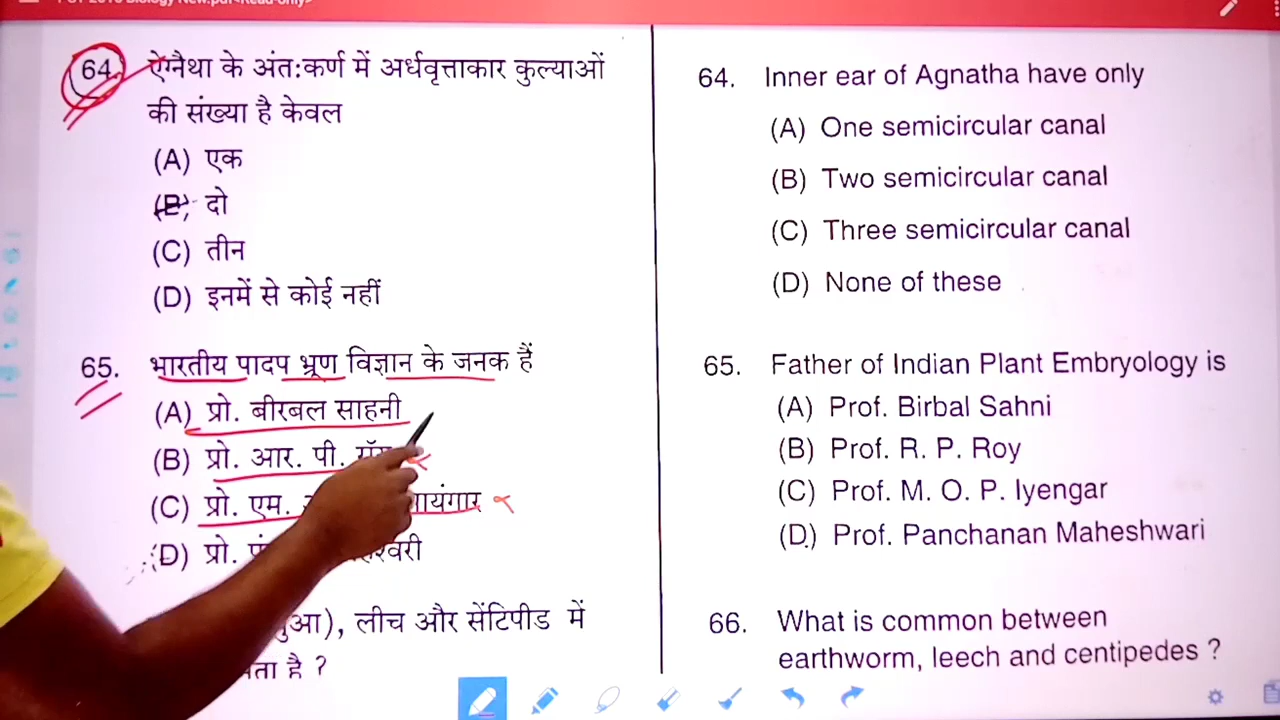 64. ऐग्नैथा के अंतःकर्ण में अर्धवृत्ताकार कुल्याओं
की संख्या है केवल
(A) एक
(B) दो
(C) तीन
(D) इनमें से कोई नहीं
65. भारतीय पादप भ्रूण विज्ञान के जनक हैं
(A) प्रो. बीरबल साहनी
(B) प्रो. आर. पी.
(C) प्रो. एम.
(D) प्रो.
लीच और सेंटिपीड में
है ?
64. Inner ear of Agnatha have only
(A) One semicircular canal
(B) Two semicircular canal
(C) Three semicircular canal
(D) None of these
65. Father of Indian Plant Embryology is
(A) Prof. Birbal Sahni
(B) Prof. R. P. Roy
(C) Prof. M. O. P. Iyengar
(D) Prof. Panchanan Maheshwari
66. What is common between
earthworm, leech and centipedes ?